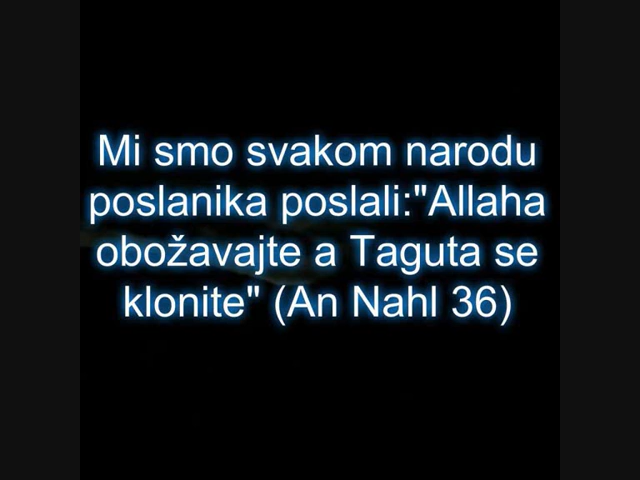 Mi smo svakom narodu
poslanika poslali:"Allaha
obožavajte a Taguta se
klonite" (An Nahl 36)